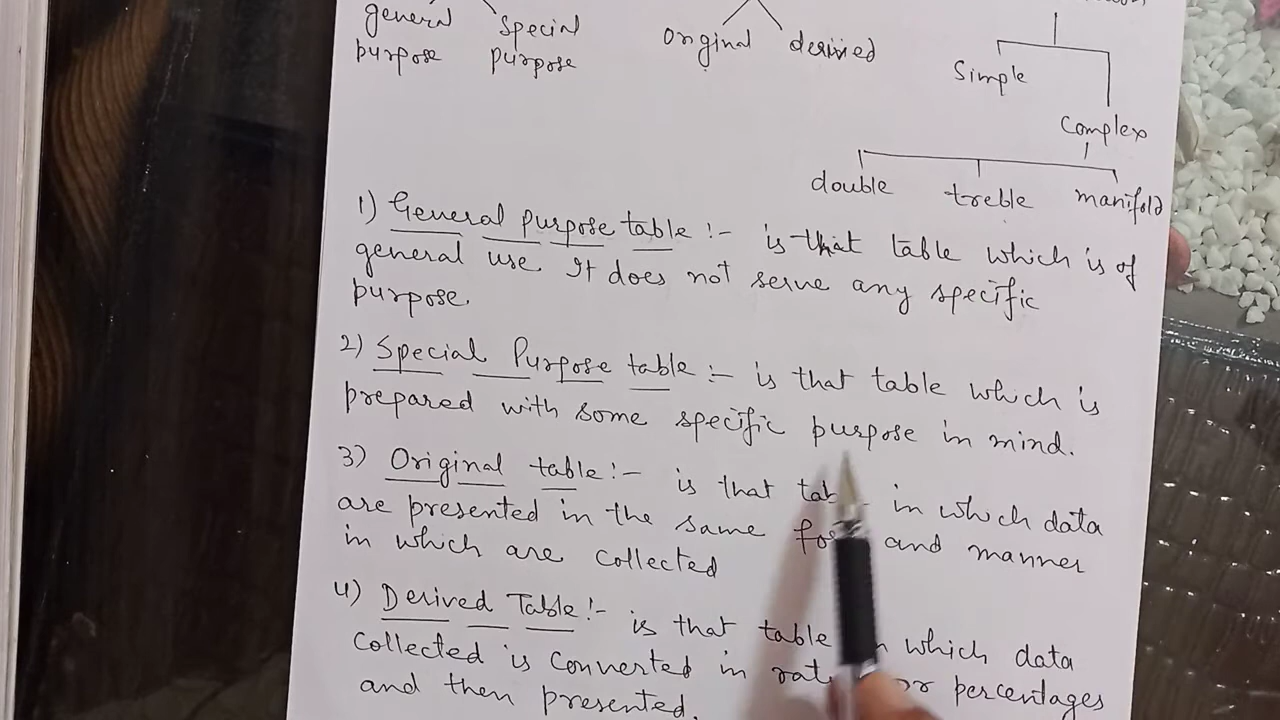 general special
purpose purpose
original derived
Simple
Complex
double treble manifold
1) General purpose table :- is that table which is of
general use. It does not serve any specific
purpose.
2) Special Purpose table :- is that table which is
prepared with some specific purpose in mind.
3) Original table :- is that in which data
are presented in the same and manner
in which are collected
4) Derived Table :- is that table which data
collected is converted in or percentages
and then presented.